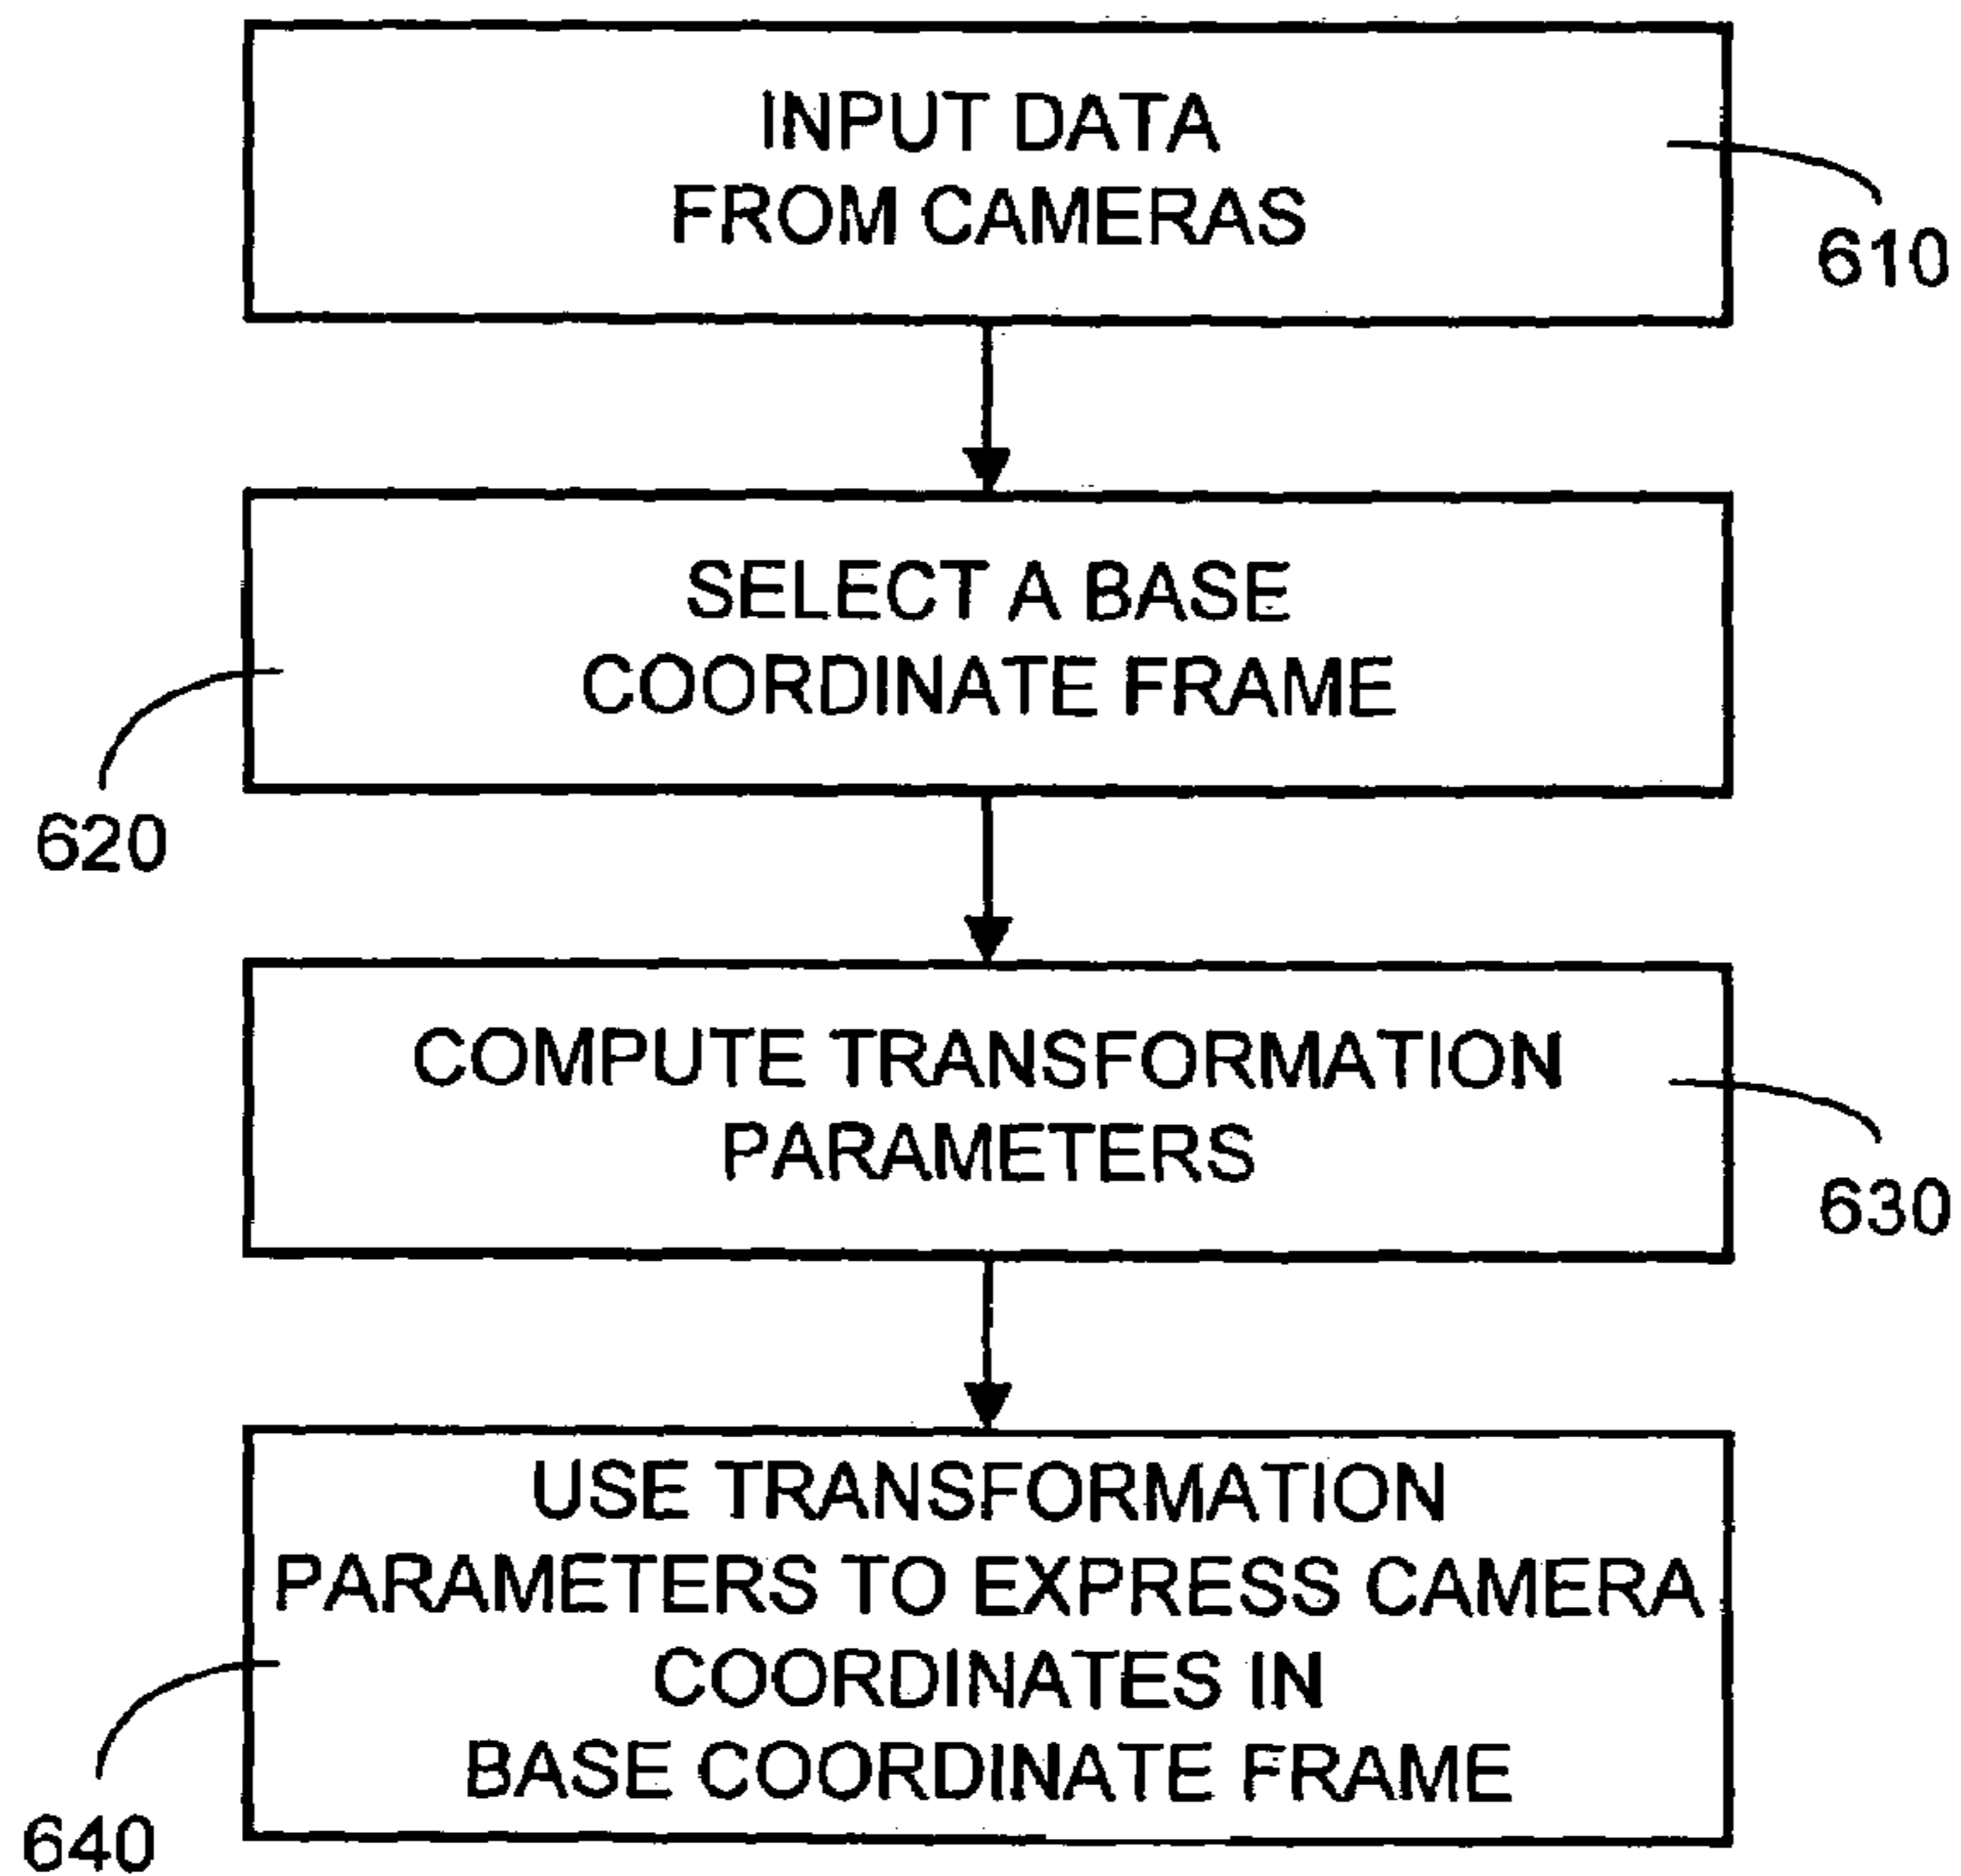 INPUT DATA
FROM CAMERAS
610
SELECT A BASE
COORDINATE FRAME
620
COMPUTE TRANSFORMATION
PARAMETERS
630
USE TRANSFORMATION
PARAMETERS TO EXPRESS CAMERA
COORDINATES IN
BASE COORDINATE FRAME
640